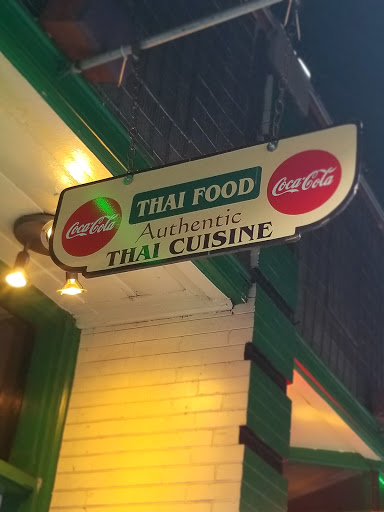 THAI FOOD
Coca-Cola
Coca-Cola
Authentic
THAI CUISINE